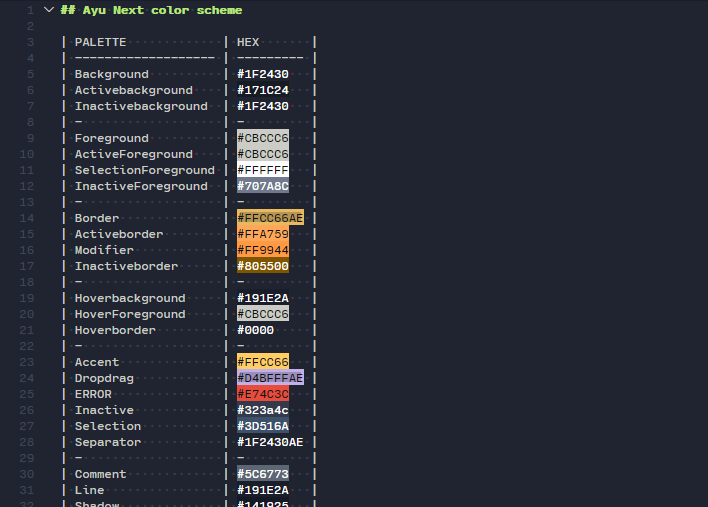 1 ## Ayu Next color scheme
2
3 | PALETTE | HEX |
4 | ------------------- | --------- |
5 | Background | #1F2430
6 | Activebackground | #171C24
7 | Inactivebackground | #1F2430
8 | - | -
9 | Foreground | #CBCCC6 |
10 | ActiveForeground | #CBCCC6 |
11 | SelectionForeground | #FFFFFF |
12 | InactiveForeground | #707A8C |
13 | - | - |
14 | Border | #FFCC66AE |
15 | Activeborder | #FFA759 |
16 | Modifier | #FF9944 |
17 | Inactiveborder | #805500 |
18 | - | - |
19 | Hoverbackground | #191E2A |
20 | HoverForeground | #CBCCC6 |
21 | Hoverborder | #0000 |
22 | - | - |
23 | Accent | #FFCC66 |
24 | Dropdrag | #D4BFFFAE |
25 | ERROR | #E74C3C |
26 | Inactive | #323a4c |
27 | Selection | #3D516A |
28 | Separator | #1F2430AE |
29 | - | - |
30 | Comment | #5C6773 |
31 | Line | #191E2A |
32 | Shadow | #141925 |